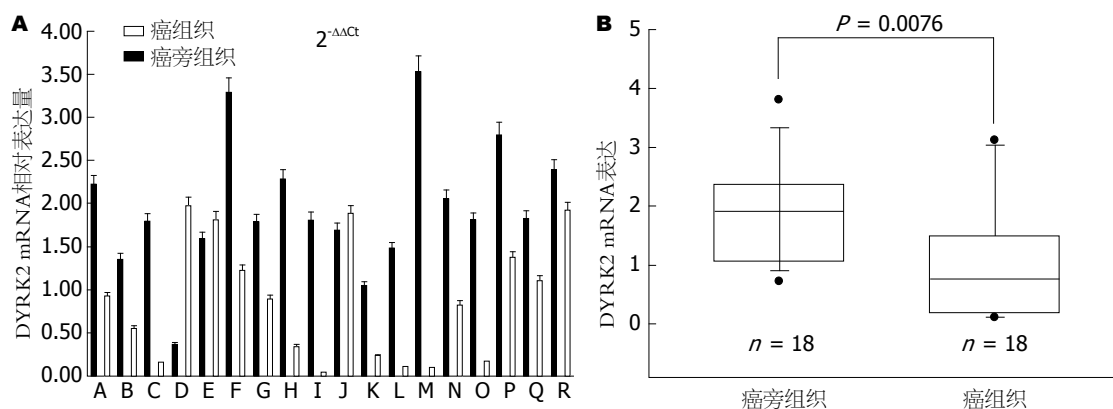 A
癌组织
癌旁组织
2-ΔΔCt
DYRK2 mRNA相对表达量
4.00
3.50
3.00
2.50
2.00
1.50
1.00
0.50
0.00
A B C D E F G H I J K L M N O P Q R
B
P = 0.0076
DYRK2 mRNA表达
5
4
3
2
1
0
n = 18 n = 18
癌旁组织 癌组织